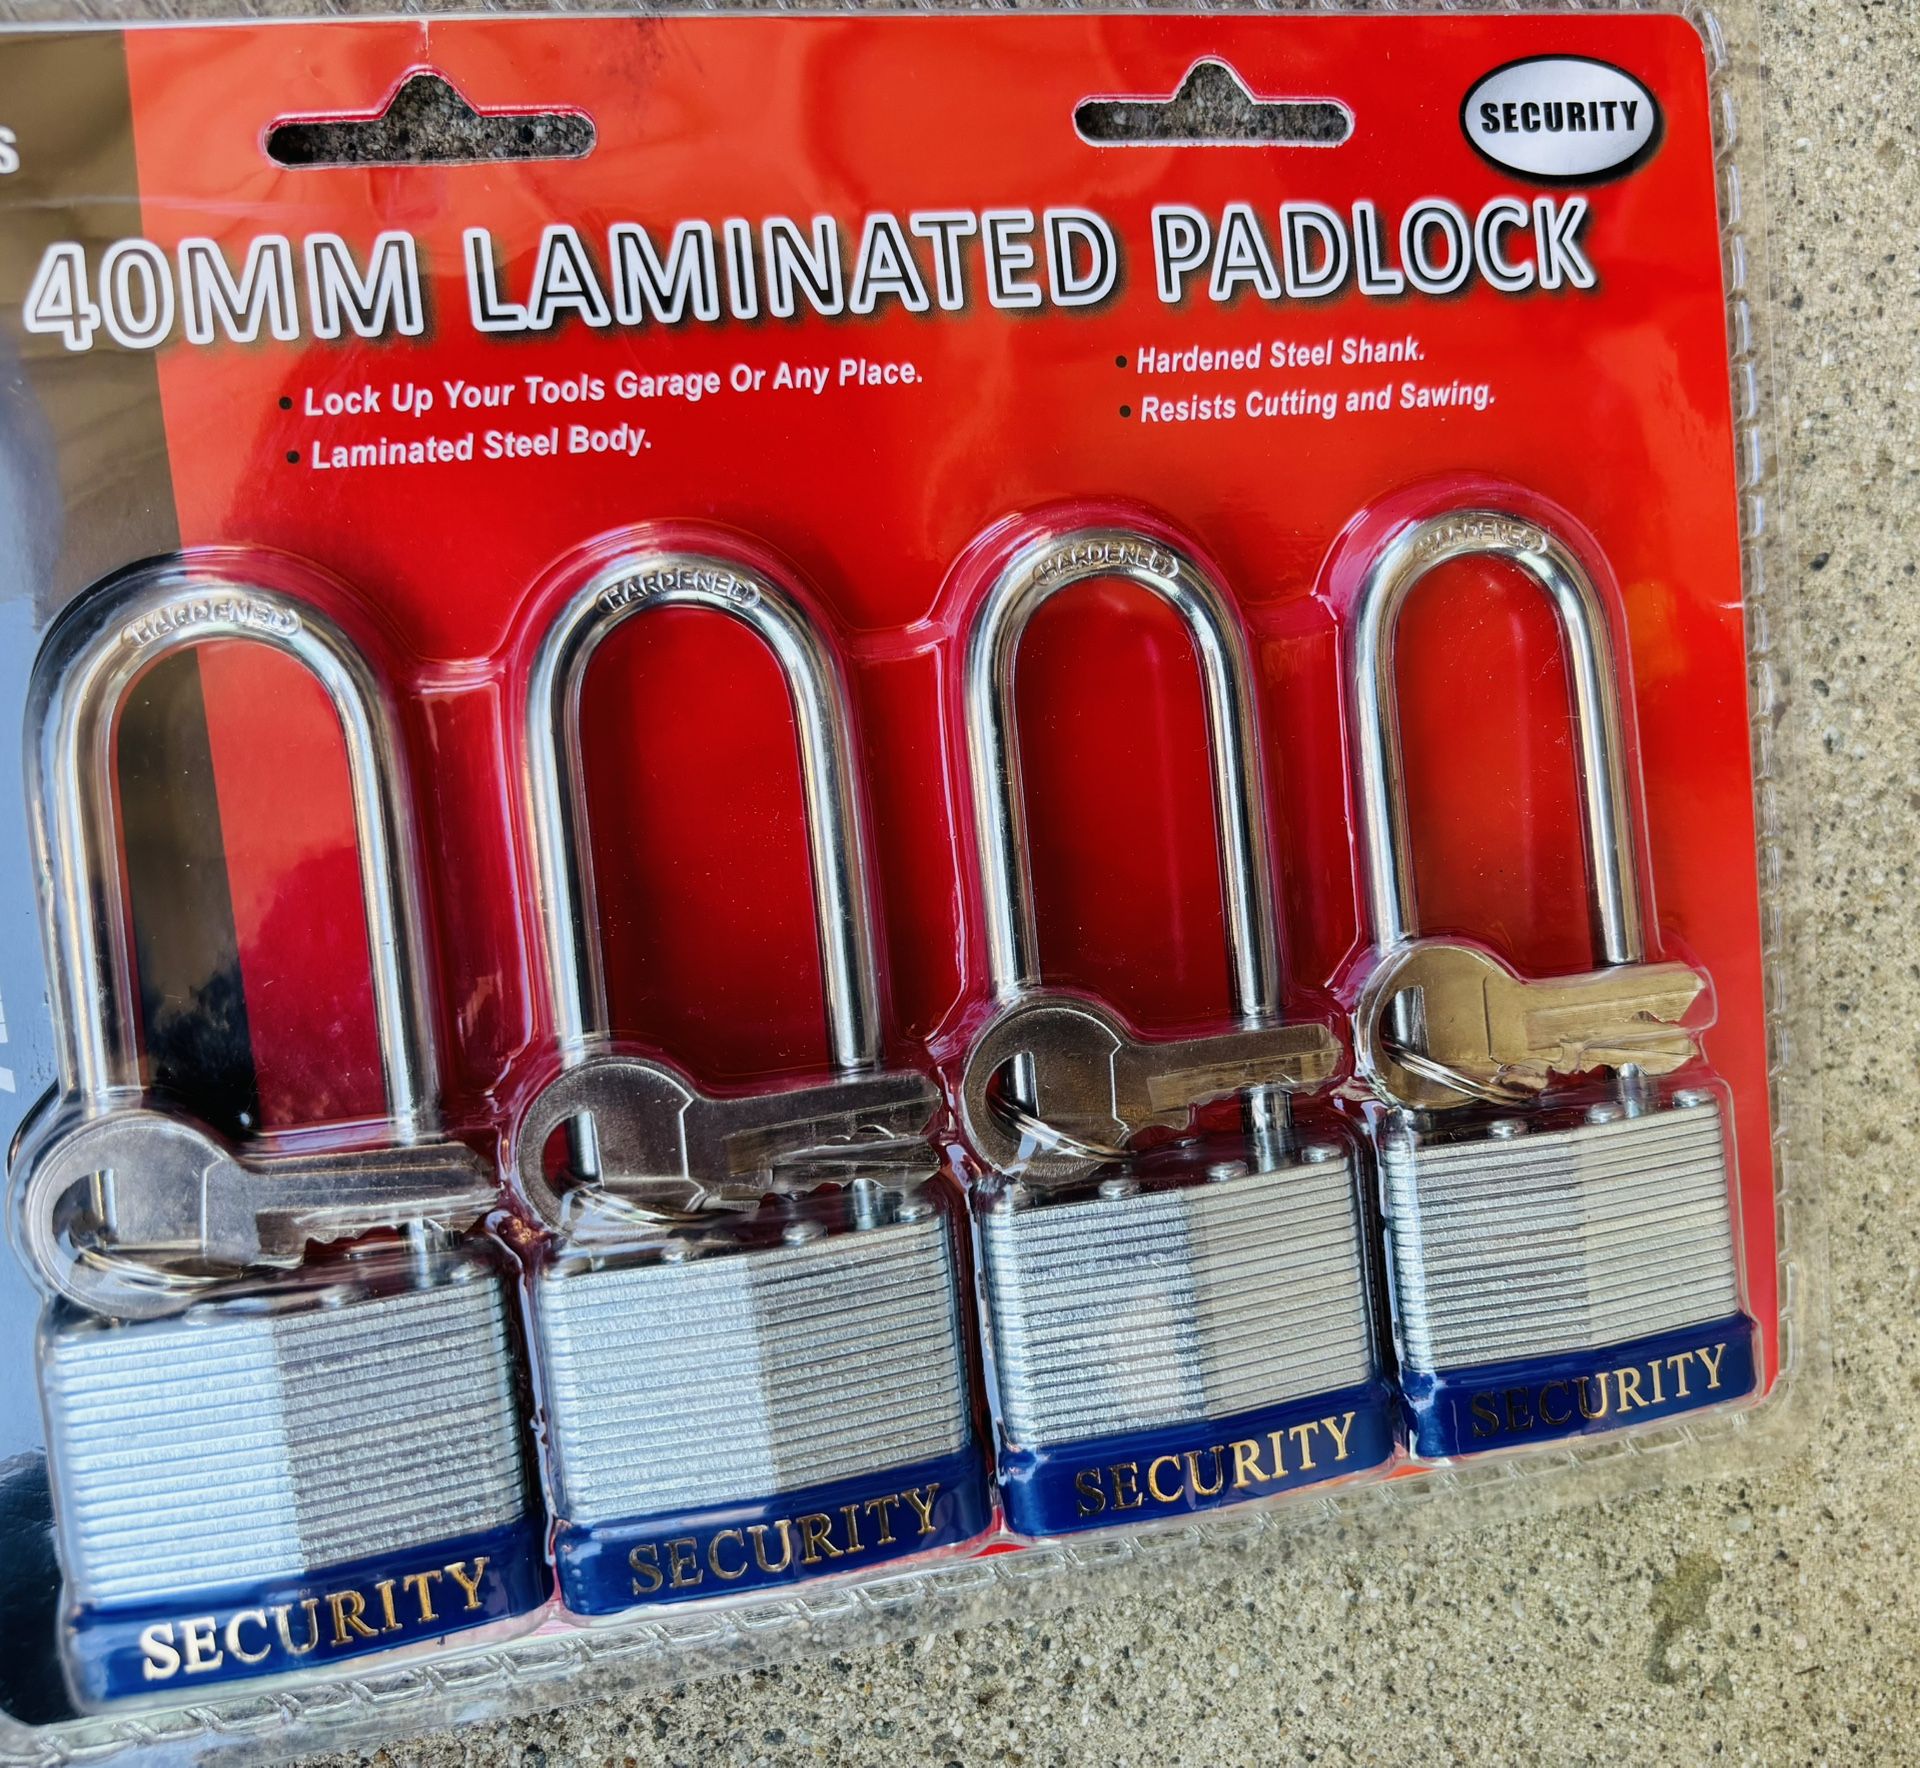 S
SECURITY
40MM LAMINATED PADLOCK
• Lock Up Your Tools Garage Or Any Place.
• Laminated Steel Body.
• Hardened Steel Shank.
• Resists Cutting and Sawing.
HARDENED
HARDENED
HARDENED
HARDENED
SECURITY
SECURITY
SECURITY
SECURITY